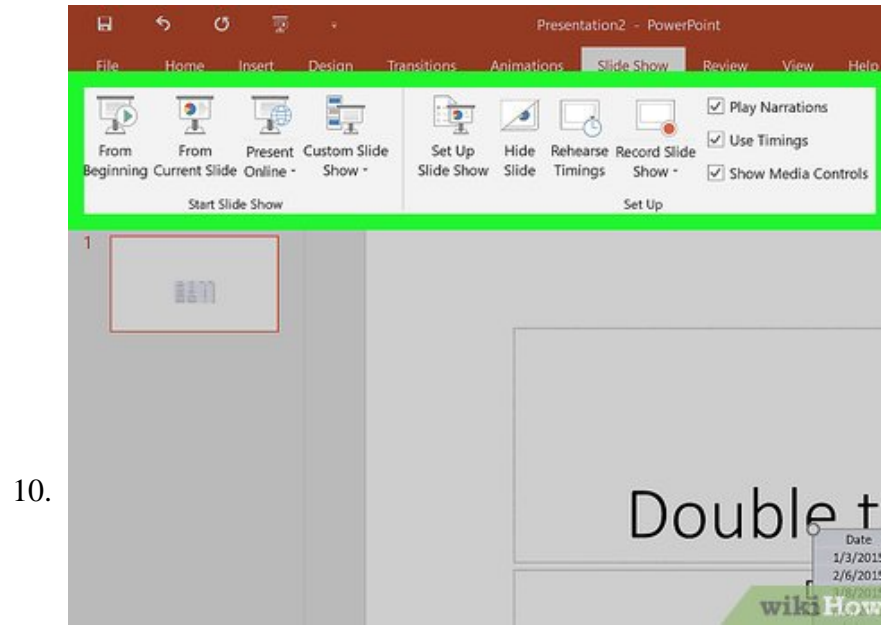 Presentation2 - PowerPoint
File Home Insert Design Transitions Animations Slide Show Review View Help
From Beginning
From Current Slide
Present Online
Custom Slide Show
Start Slide Show
Set Up Slide Show
Hide Slide
Rehearse Timings
Record Slide Show
Play Narrations
Use Timings
Show Media Controls
Set Up
1
10.
Double t
Date
1/3/2015
2/6/2015
3/8/2015
wikiHow